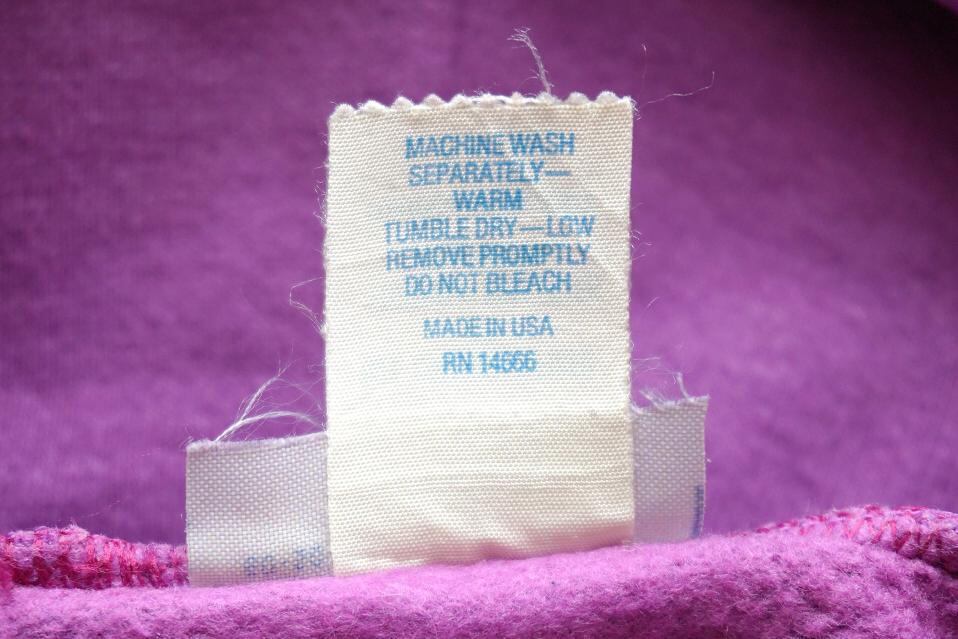 MACHINE WASH
SEPARATELY—
WARM
TUMBLE DRY—LOW
REMOVE PROMPTLY
DO NOT BLEACH
MADE IN USA
RN 14666